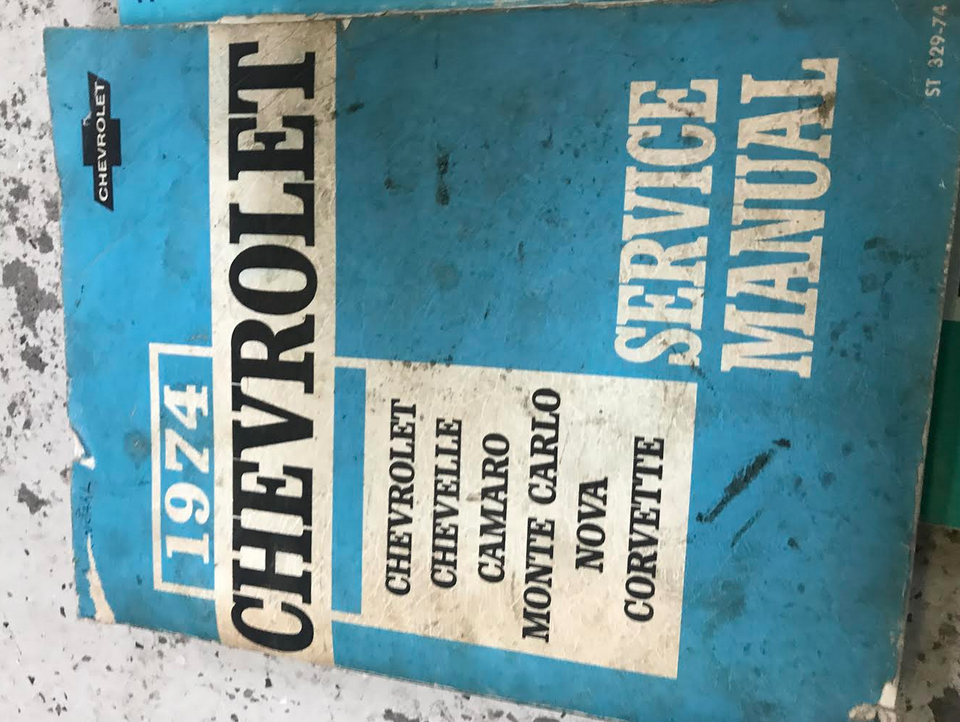 CHEVROLET
1974
CHEVROLET
CHEVROLET
CHEVELLE
CAMARO
MONTE CARLO
NOVA
CORVETTE
SERVICE
MANUAL
ST 329-74